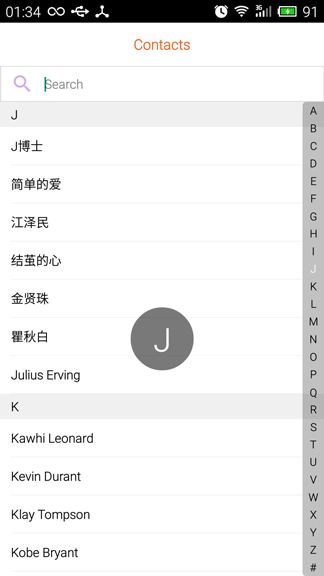 01:34 3G 91
Contacts
Search
J
J博士
简单的爱
江泽民
结茧的心
金贤珠
瞿秋白
J
Julius Erving
K
Kawhi Leonard
Kevin Durant
Klay Tompson
Kobe Bryant
A
B
C
D
E
F
G
H
I
J
K
L
M
N
O
P
Q
R
S
T
U
V
W
X
Y
Z
#